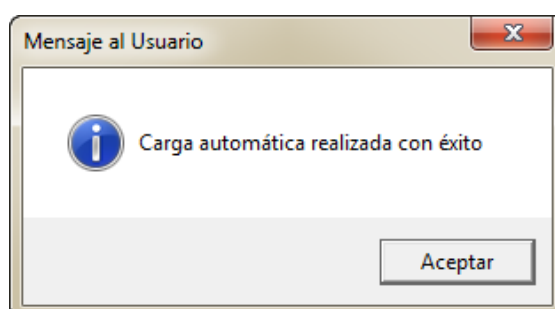 Mensaje al Usuario
Carga automática realizada con éxito
Aceptar